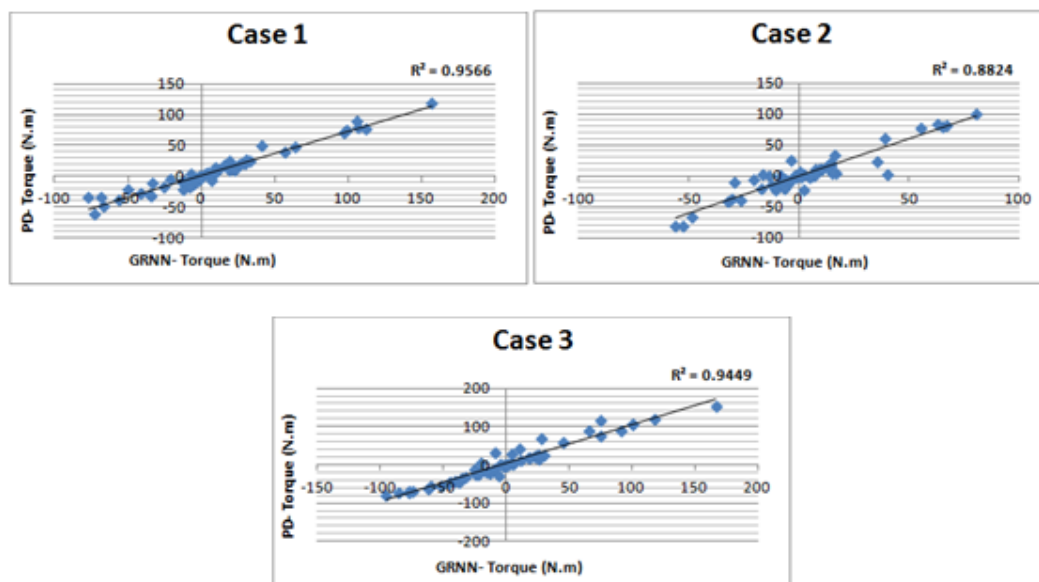 Case 1
R² = 0.9566
PD- Torque (N.m)
150
100
50
0
-50
-100
-100 -50 0 50 100 150 200
GRNN- Torque (N.m)
Case 2
R² = 0.8824
PD- Torque (N.m)
150
100
50
0
-50
-100
-100 -50 0 50 100
GRNN- Torque (N.m)
Case 3
R² = 0.9449
PD- Torque (N.m)
200
100
0
-100
-200
-150 -100 -50 0 50 100 150 200
GRNN- Torque (N.m)